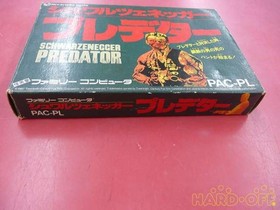 シュワルツェネッガー
プレデター
SCHWARZENEGGER
PREDATOR
ファミリー コンピュータ
PAC-PL
ファミリー コンピュータ
シュワルツェネッガー
プレデター
PAC-PL
HARD-OFF